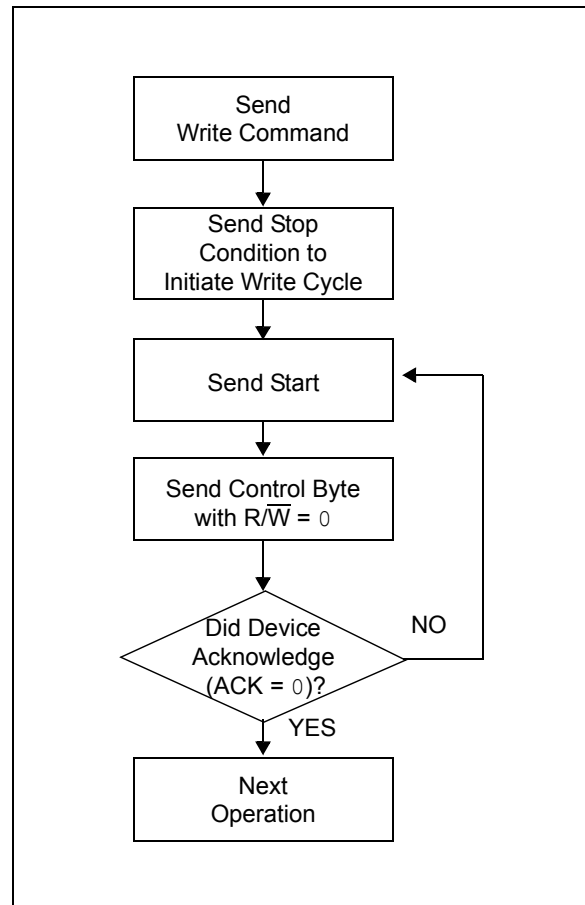 Send
Write Command
Send Stop
Condition to
Initiate Write Cycle
Send Start
Send Control Byte
with R/W̅ = 0
Did Device
Acknowledge
(ACK = 0)?
NO
YES
Next
Operation